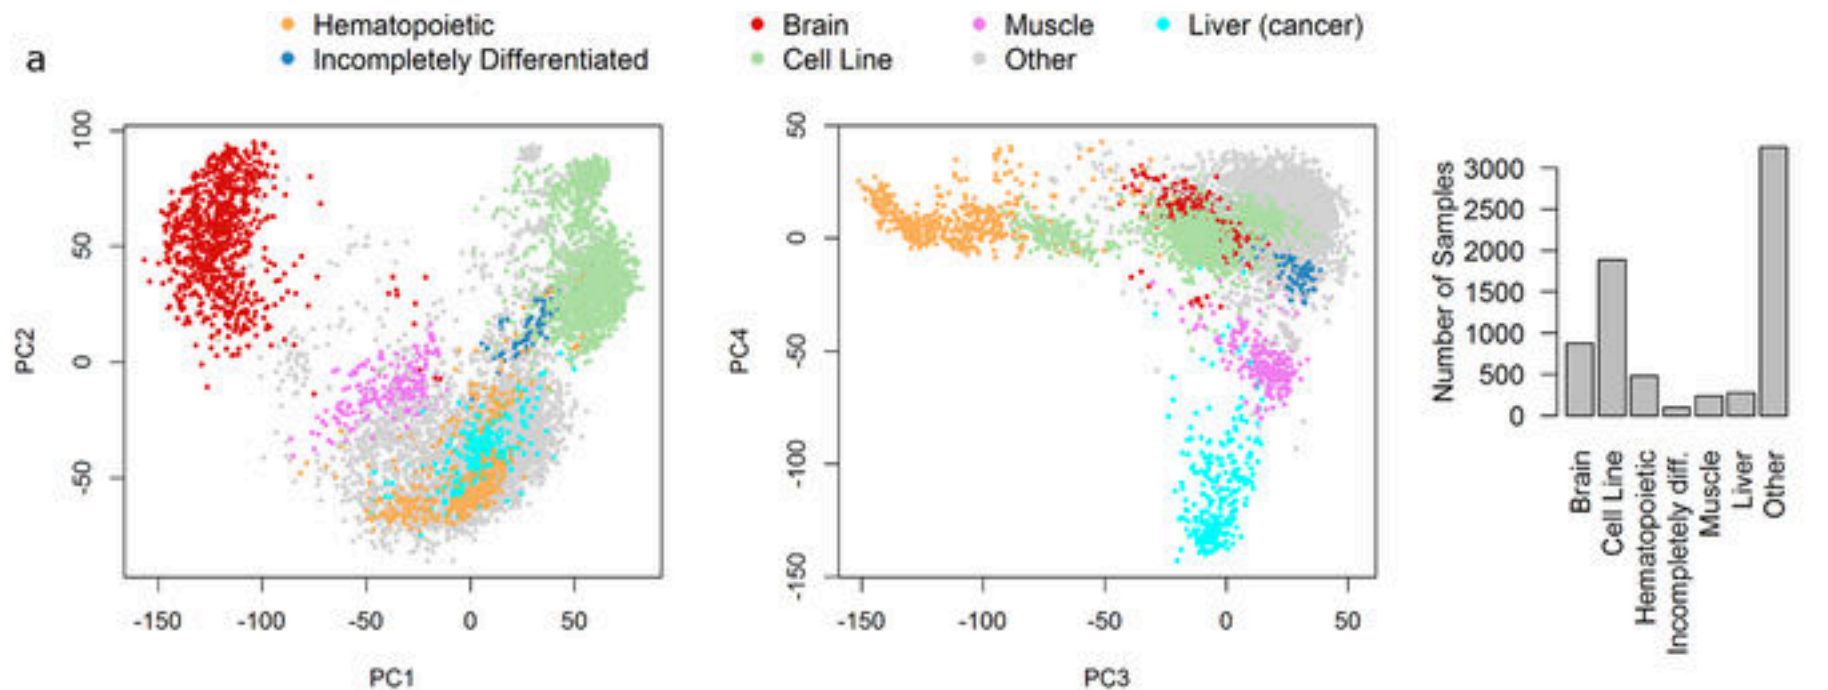 a
Hematopoietic
Incompletely Differentiated
Brain
Cell Line
Muscle
Other
Liver (cancer)
PC2
100
50
0
-50
-150
-100
-50
0
50
PC1
PC4
50
0
-50
-100
-150
-150
-100
-50
0
50
PC3
Number of Samples
3000
2500
2000
1500
1000
500
0
Brain
Cell Line
Hematopoietic
Incompletely diff.
Muscle
Liver
Other